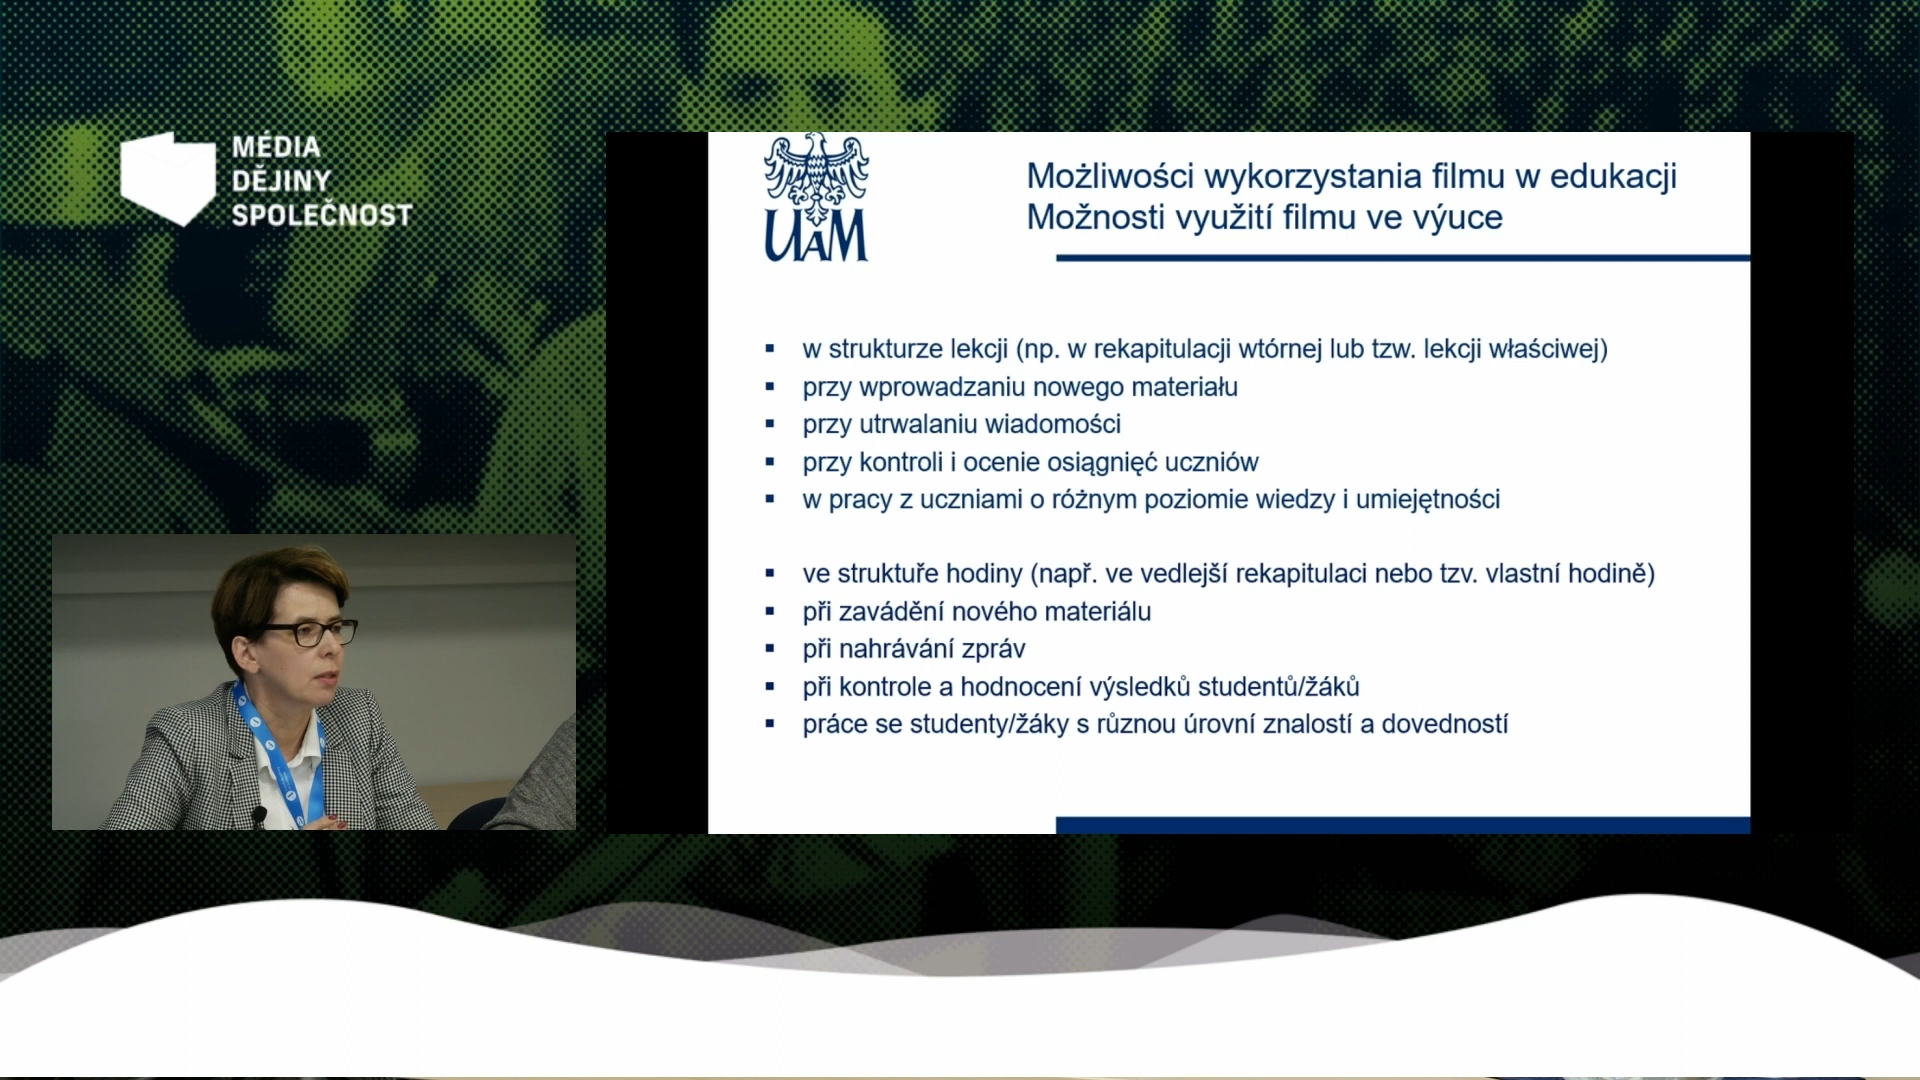 MÉDIA
DĚJINY
SPOLEČNOST
UAM
Możliwości wykorzystania filmu w edukacji
Možnosti využití filmu ve výuce
▪ w strukturze lekcji (np. w rekapitulacji wtórnej lub tzw. lekcji właściwej)
▪ przy wprowadzaniu nowego materiału
▪ przy utrwalaniu wiadomości
▪ przy kontroli i ocenie osiągnięć uczniów
▪ w pracy z uczniami o różnym poziomie wiedzy i umiejętności
▪ ve struktuře hodiny (např. ve vedlejší rekapitulaci nebo tzv. vlastní hodině)
▪ při zavádění nového materiálu
▪ při nahrávání zpráv
▪ při kontrole a hodnocení výsledků studentů/žáků
▪ práce se studenty/žáky s různou úrovní znalostí a dovedností